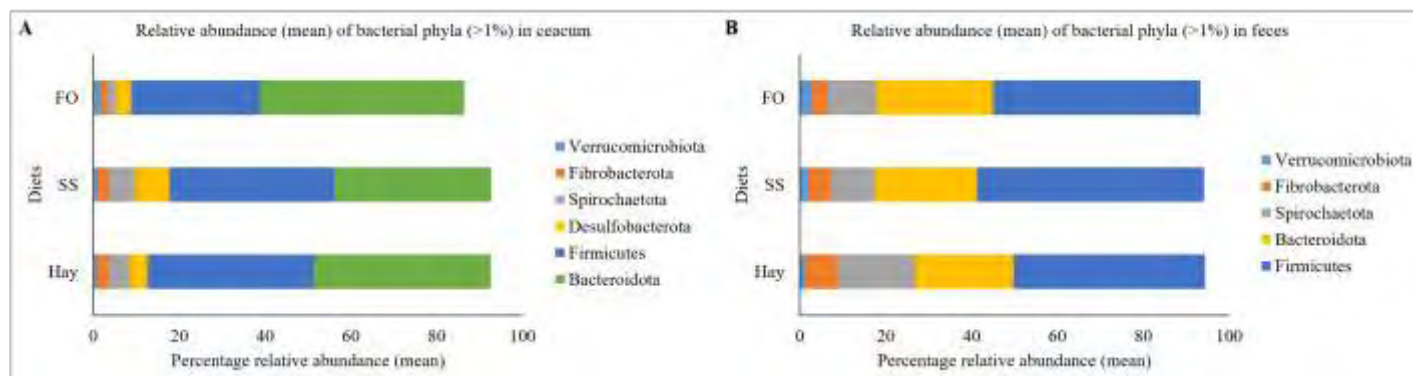 A
Relative abundance (mean) of bacterial phyla (>1%) in ceacum
FO
SS
Hay
Diets
0 20 40 60 80 100
Percentage relative abundance (mean)
Verrucomicrobiota
Fibrobacterota
Spirochaetota
Desulfobacterota
Firmicutes
Bacteroidota
B
Relative abundance (mean) of bacterial phyla (>1%) in feces
FO
SS
Hay
Diets
0 20 40 60 80 100
Percentage relative abundance (mean)
Verrucomicrobiota
Fibrobacterota
Spirochaetota
Bacteroidota
Firmicutes